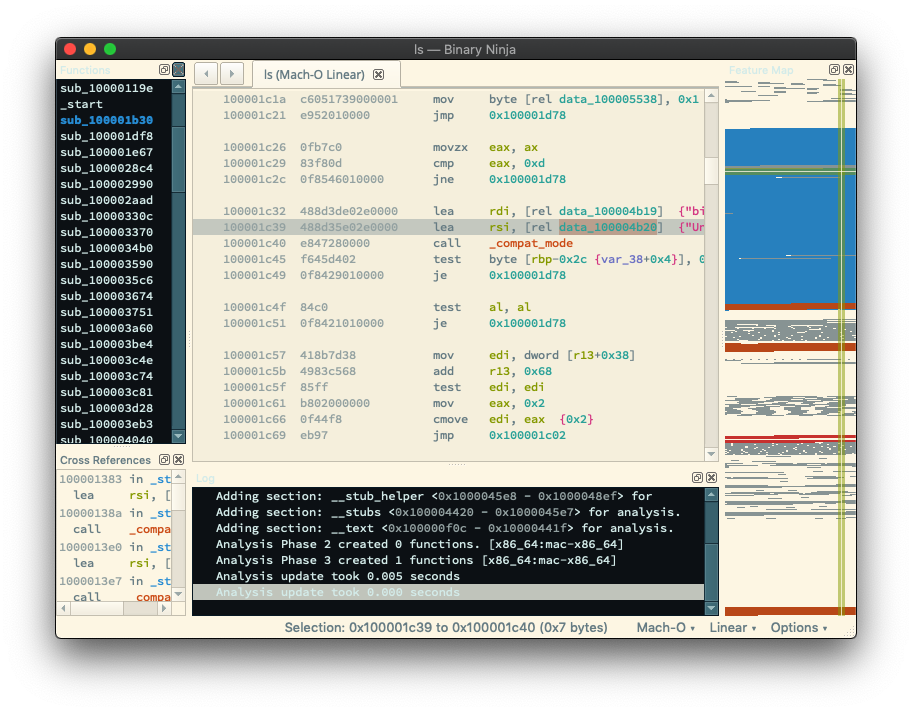 ls — Binary Ninja
Functions
sub_10000119e
_start
sub_100001b30
sub_100001df8
sub_100001e67
sub_1000028c4
sub_100002990
sub_100002aad
sub_10000330c
sub_100003370
sub_1000034b0
sub_100003590
sub_1000035c6
sub_100003674
sub_100003751
sub_100003a60
sub_100003be4
sub_100003c4e
sub_100003c74
sub_100003c81
sub_100003d28
sub_100003eb3
sub_100004040
Cross References
100001383 in _st
lea rsi, [
10000138a in _st
call _compa
1000013e0 in _st
lea rsi, [
1000013e7 in _st
call _compa
ls (Mach-O Linear)
100001c1a c6051739000001 mov byte [rel data_100005538], 0x1
100001c21 e952010000 jmp 0x100001d78
100001c26 0fb7c0 movzx eax, ax
100001c29 83f80d cmp eax, 0xd
100001c2c 0f8546010000 jne 0x100001d78
100001c32 488d3de02e0000 lea rdi, [rel data_100004b19] {"bi
100001c39 488d35e02e0000 lea rsi, [rel data_100004b20] {"Un
100001c40 e847280000 call _compat_mode
100001c45 f645d402 test byte [rbp-0x2c {var_38+0x4}], 0
100001c49 0f8429010000 je 0x100001d78
100001c4f 84c0 test al, al
100001c51 0f8421010000 je 0x100001d78
100001c57 418b7d38 mov edi, dword [r13+0x38]
100001c5b 4983c568 add r13, 0x68
100001c5f 85ff test edi, edi
100001c61 b802000000 mov eax, 0x2
100001c66 0f44f8 cmove edi, eax {0x2}
100001c69 eb97 jmp 0x100001c02
Log
Adding section: __stub_helper <0x1000045e8 - 0x1000048ef> for
Adding section: __stubs <0x100004420 - 0x1000045e7> for analysis.
Adding section: __text <0x100000f0c - 0x10000441f> for analysis.
Analysis Phase 2 created 0 functions. [x86_64:mac-x86_64]
Analysis Phase 3 created 1 functions [x86_64:mac-x86_64]
Analysis update took 0.005 seconds
Analysis update took 0.000 seconds
Feature Map
Selection: 0x100001c39 to 0x100001c40 (0x7 bytes) Mach-O Linear Options